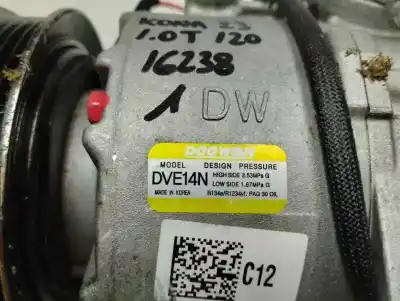 KONA 23
1.0T 120
16238
1 DW
DOOWON
MODEL DESIGN PRESSURE
DVE14N HIGH SIDE 3.53MPa G
LOW SIDE 1.67MPa G
MADE IN KOREA R134a/R1234yf, PAG 30 OIL
C12